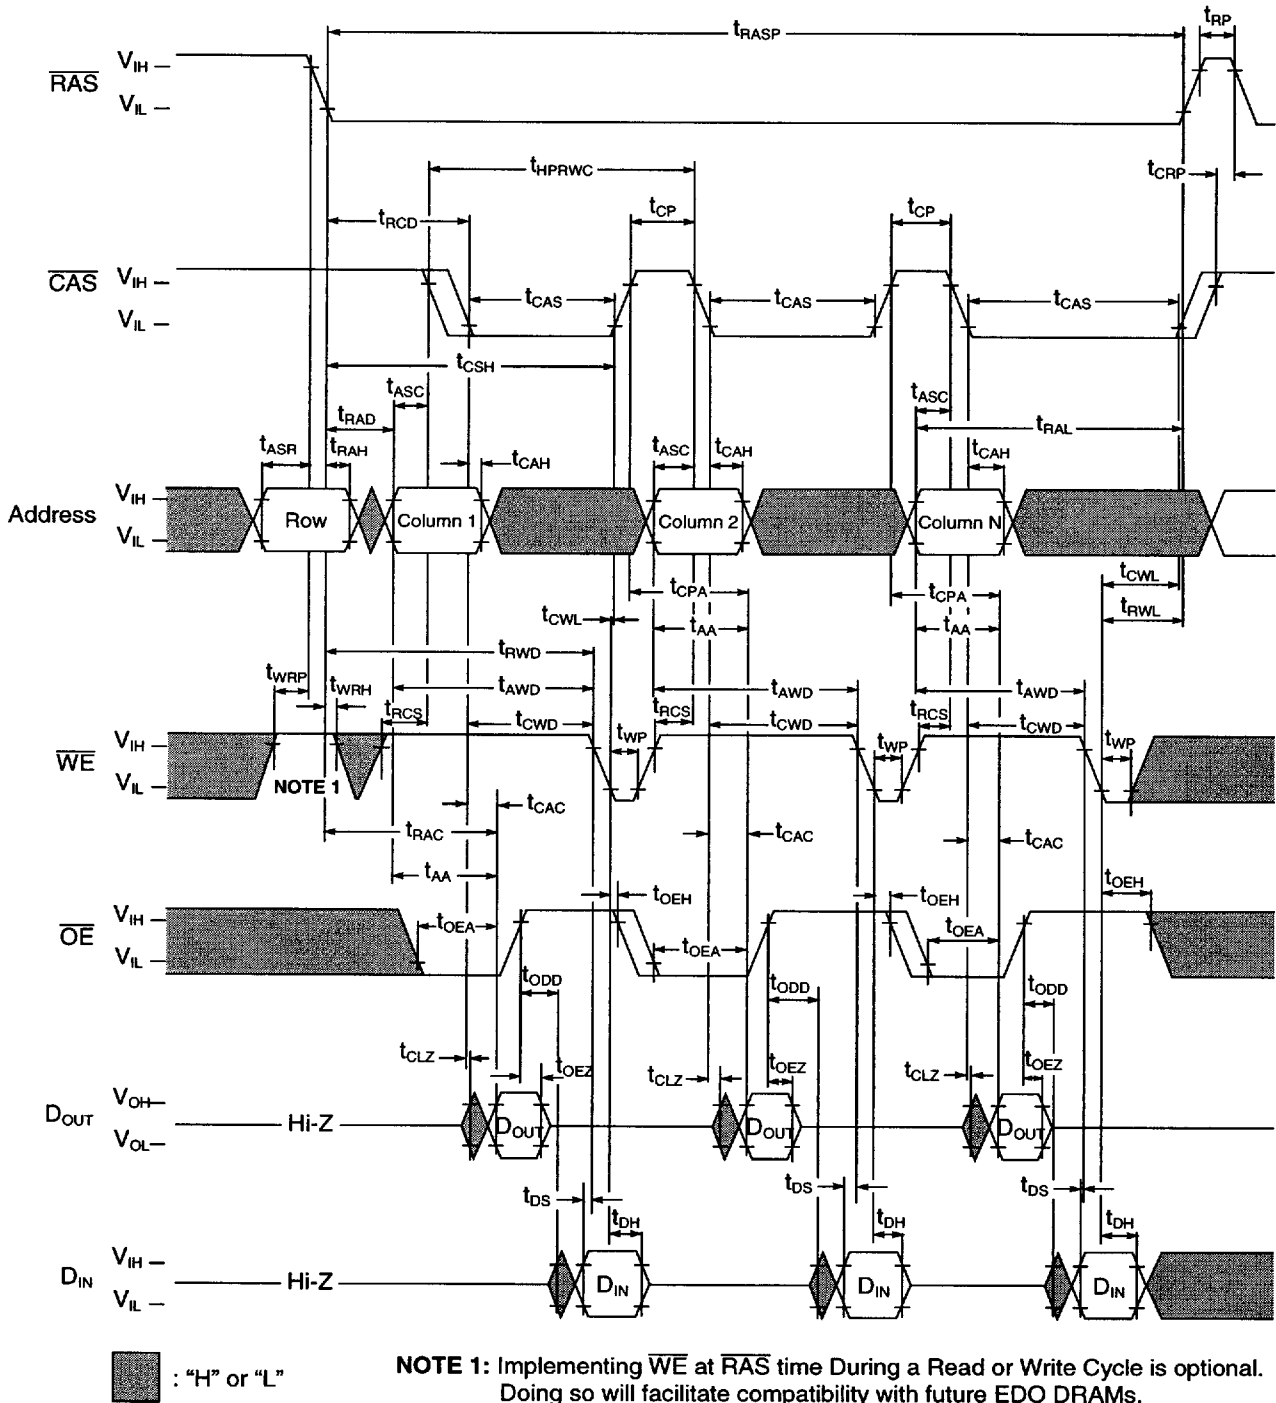 tRASP tRP
RAS VIH
VIL
tHPRWC tCRP
tRCD tCP tCP
CAS VIH
VIL
tCAS tCAS tCAS
tCSH
tASC tASC
tRAD tRAL
tASR tRAH tCAH tASC tCAH tCAH
Address VIH
VIL
Row Column 1 Column 2 Column N
tCPA tCPA tCWL
tCWL tAA tAA tRWL
tRWD
tWRP tWRH tAWD tAWD tAWD
tRCS tCWD tRCS tCWD tRCS tCWD
tWP tWP tWP
WE VIH
VIL
NOTE 1
tCAC
tRAC tCAC tCAC
tAA
tOEH tOEH tOEH
OE VIH
VIL
tOEA tOEA tOEA
tODD tODD tODD
tCLZ tOEZ tCLZ tOEZ tCLZ tOEZ
DOUT VOH
VOL
Hi-Z DOUT DOUT DOUT
tDS tDS tDS
tDH tDH tDH
DIN VIH
VIL
Hi-Z DIN DIN DIN
: “H” or “L”
NOTE 1: Implementing WE at RAS time During a Read or Write Cycle is optional.
Doing so will facilitate compatibility with future EDO DRAMs.